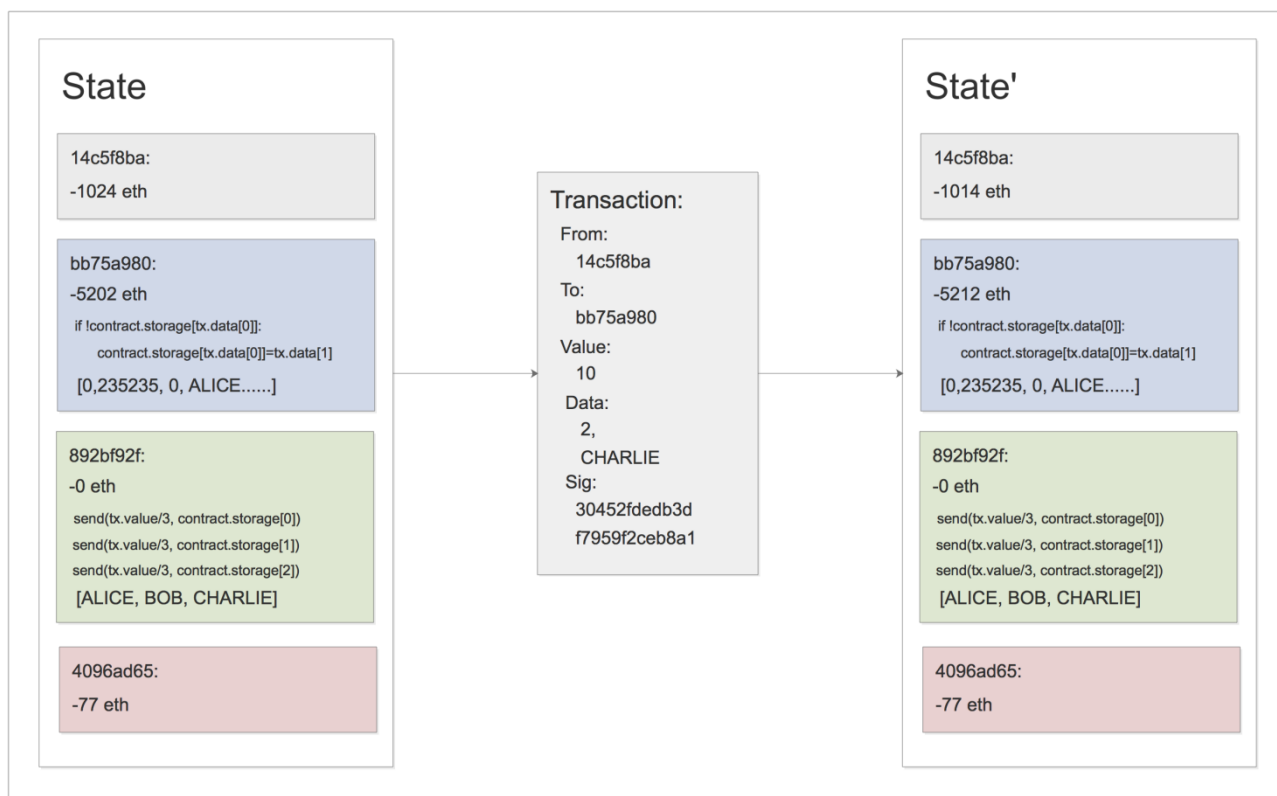 State
14c5f8ba:
-1024 eth
bb75a980:
-5202 eth
if !contract.storage[tx.data[0]]:
contract.storage[tx.data[0]]=tx.data[1]
[0,235235, 0, ALICE......]
892bf92f:
-0 eth
send(tx.value/3, contract.storage[0])
send(tx.value/3, contract.storage[1])
send(tx.value/3, contract.storage[2])
[ALICE, BOB, CHARLIE]
4096ad65:
-77 eth
Transaction:
From:
14c5f8ba
To:
bb75a980
Value:
10
Data:
2,
CHARLIE
Sig:
30452fdedb3d
f7959f2ceb8a1
State'
14c5f8ba:
-1014 eth
bb75a980:
-5212 eth
if !contract.storage[tx.data[0]]:
contract.storage[tx.data[0]]=tx.data[1]
[0,235235, 0, ALICE......]
892bf92f:
-0 eth
send(tx.value/3, contract.storage[0])
send(tx.value/3, contract.storage[1])
send(tx.value/3, contract.storage[2])
[ALICE, BOB, CHARLIE]
4096ad65:
-77 eth